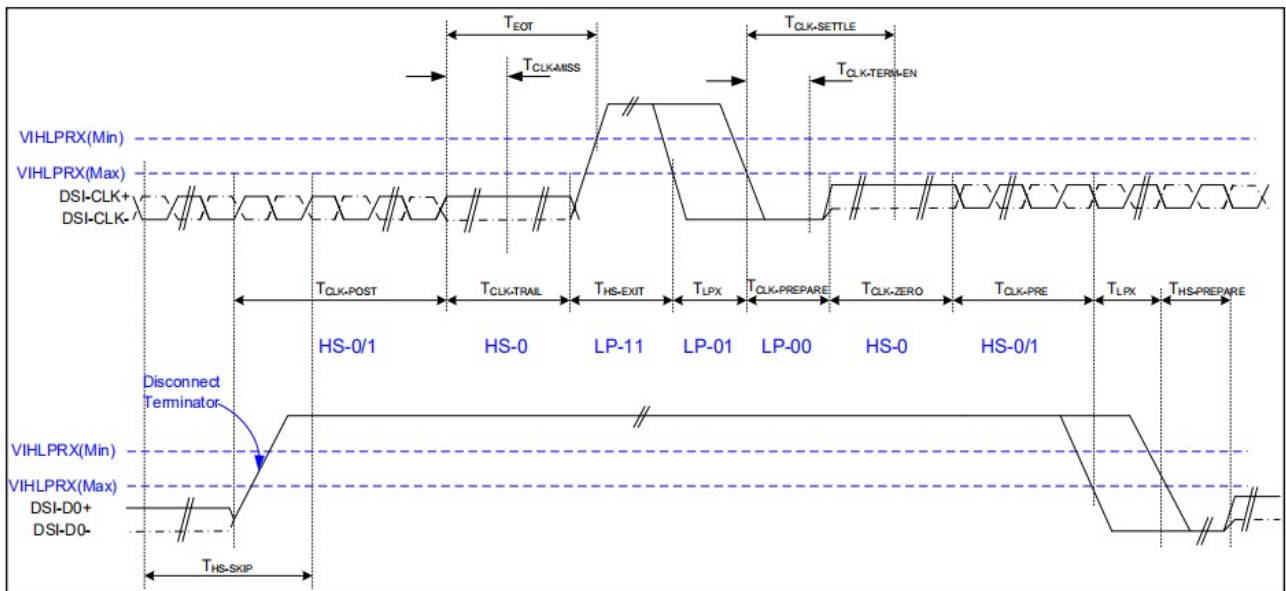 TEOT
TCLK-SETTLE
TCLK-MISS
TCLK-TERM-EN
VIHLPRX(Min)
VIHLPRX(Max)
DSI-CLK+
DSI-CLK-
TCLK-POST TCLK-TRAIL THS-EXIT TLPX TCLK-PREPARE TCLK-ZERO TCLK-PRE TLPX THS-PREPARE
HS-0/1 HS-0 LP-11 LP-01 LP-00 HS-0 HS-0/1
Disconnect
Terminator
VIHLPRX(Min)
VIHLPRX(Max)
DSI-D0+
DSI-D0-
THS-SKIP